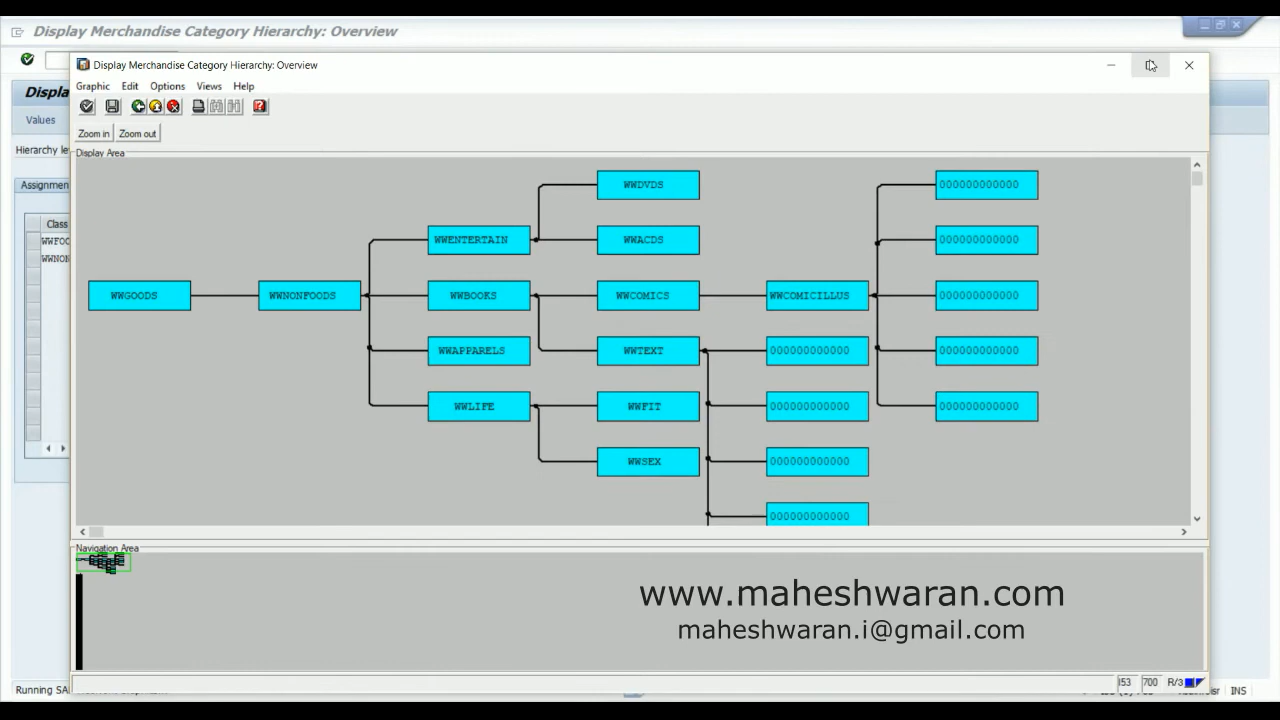 Display Merchandise Category Hierarchy: Overview
Display Merchandise Category Hierarchy: Overview
Displa
Graphic Edit Options Views Help
Values
Zoom in Zoom out
Hierarchy le
Display Area
Assignmen
Class
WWFOO
WWNON
WWDVDS 000000000000
WWENTERTAIN WWACDS 000000000000
WWGOODS WWNONFOODS WWBOOKS WWCOMICS WWCOMICILLUS 000000000000
WWAPPARELS WWTEXT 000000000000 000000000000
WWLIFE WWFIT 000000000000 000000000000
WWSEX 000000000000
000000000000
Navigation Area
www.maheshwaran.com
maheshwaran.i@gmail.com
I53 700 R/3
Running SA
INS